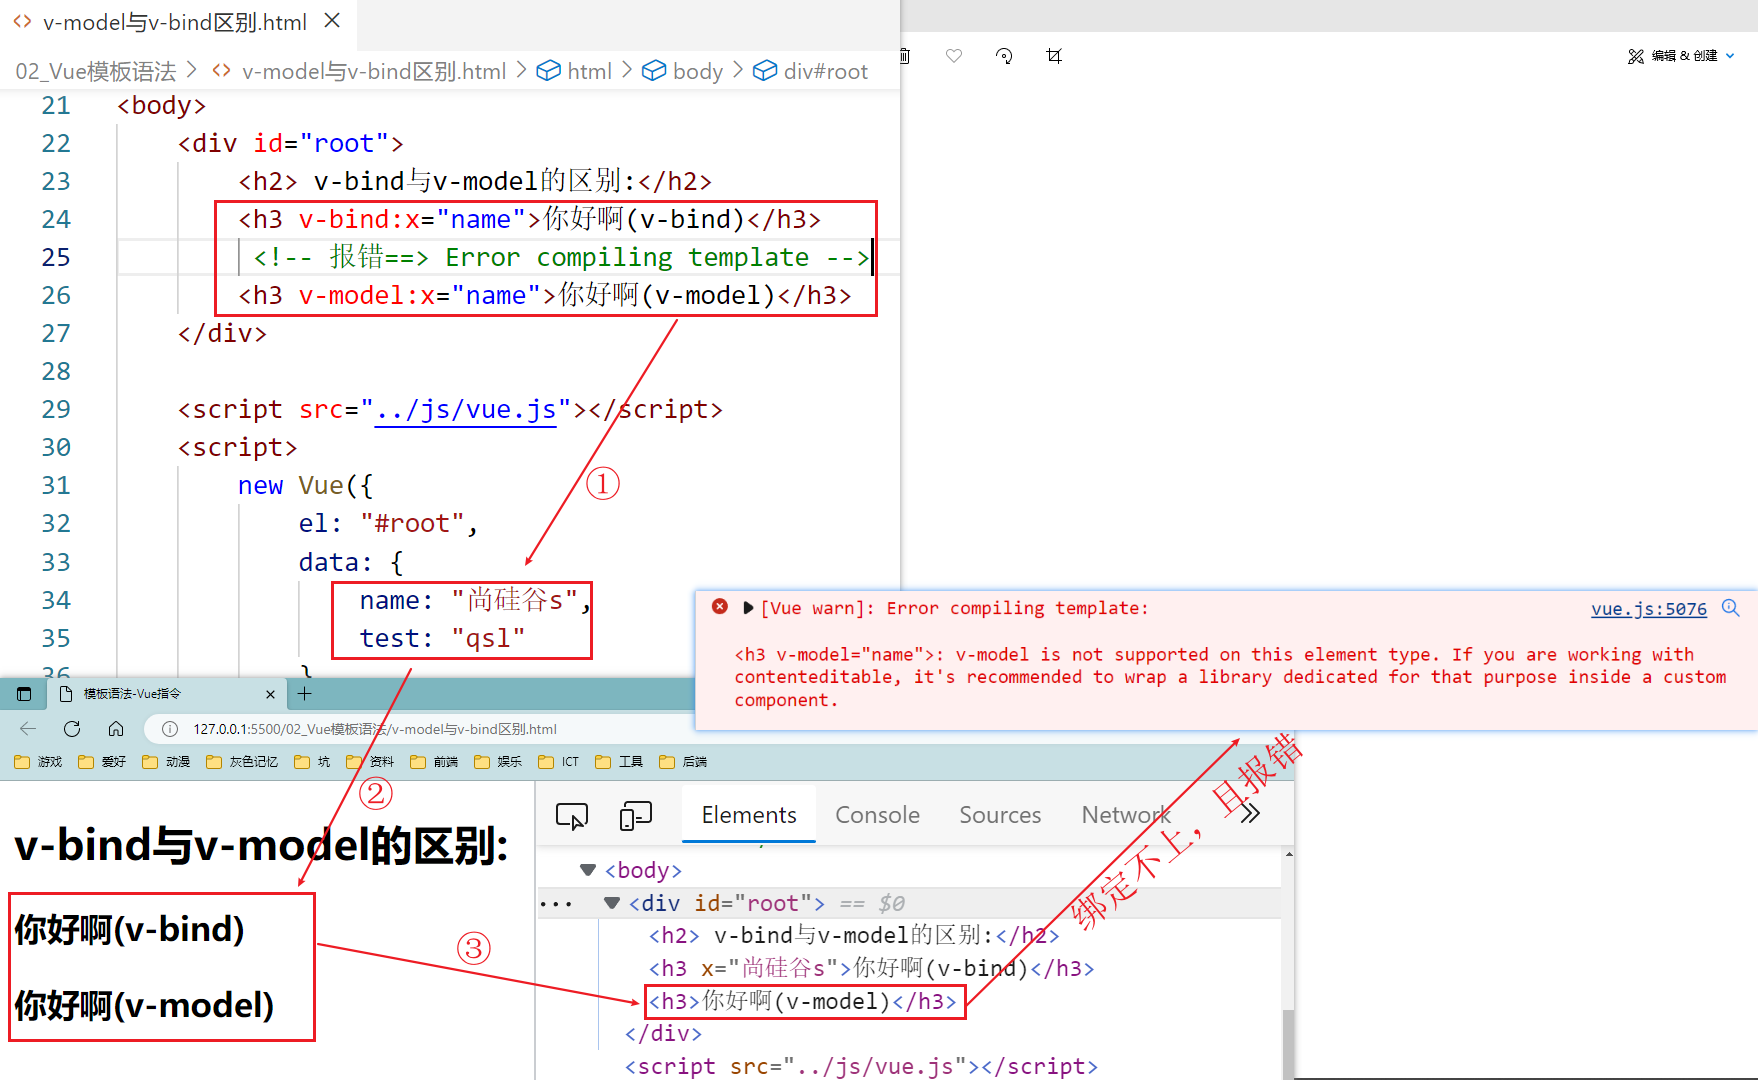 v-model与v-bind区别.html
02_Vue模板语法 > v-model与v-bind区别.html > html > body > div#root
编辑 & 创建
21 <body>
22 <div id="root">
23 <h2> v-bind与v-model的区别:</h2>
24 <h3 v-bind:x="name">你好啊(v-bind)</h3>
25 <!-- 报错==> Error compiling template -->
26 <h3 v-model:x="name">你好啊(v-model)</h3>
27 </div>
28
29 <script src="../js/vue.js"></script>
30 <script>
31 new Vue({
32 el: "#root",
33 data: {
34 name: "尚硅谷s",
35 test: "qsl"
36 }
①
[Vue warn]: Error compiling template:
vue.js:5076
<h3 v-model="name">: v-model is not supported on this element type. If you are working with
contenteditable, it's recommended to wrap a library dedicated for that purpose inside a custom
component.
模板语法-Vue指令
127.0.0.1:5500/02_Vue模板语法/v-model与v-bind区别.html
游戏 爱好 动漫 灰色记忆 坑 资料 前端 娱乐 ICT 工具 后端
②
v-bind与v-model的区别:
你好啊(v-bind)
你好啊(v-model)
③
Elements Console Sources Network
<body>
<div id="root"> == $0
<h2> v-bind与v-model的区别:</h2>
<h3 x="尚硅谷s">你好啊(v-bind)</h3>
<h3>你好啊(v-model)</h3>
</div>
<script src="../js/vue.js"></script>
绑定不上，且报错